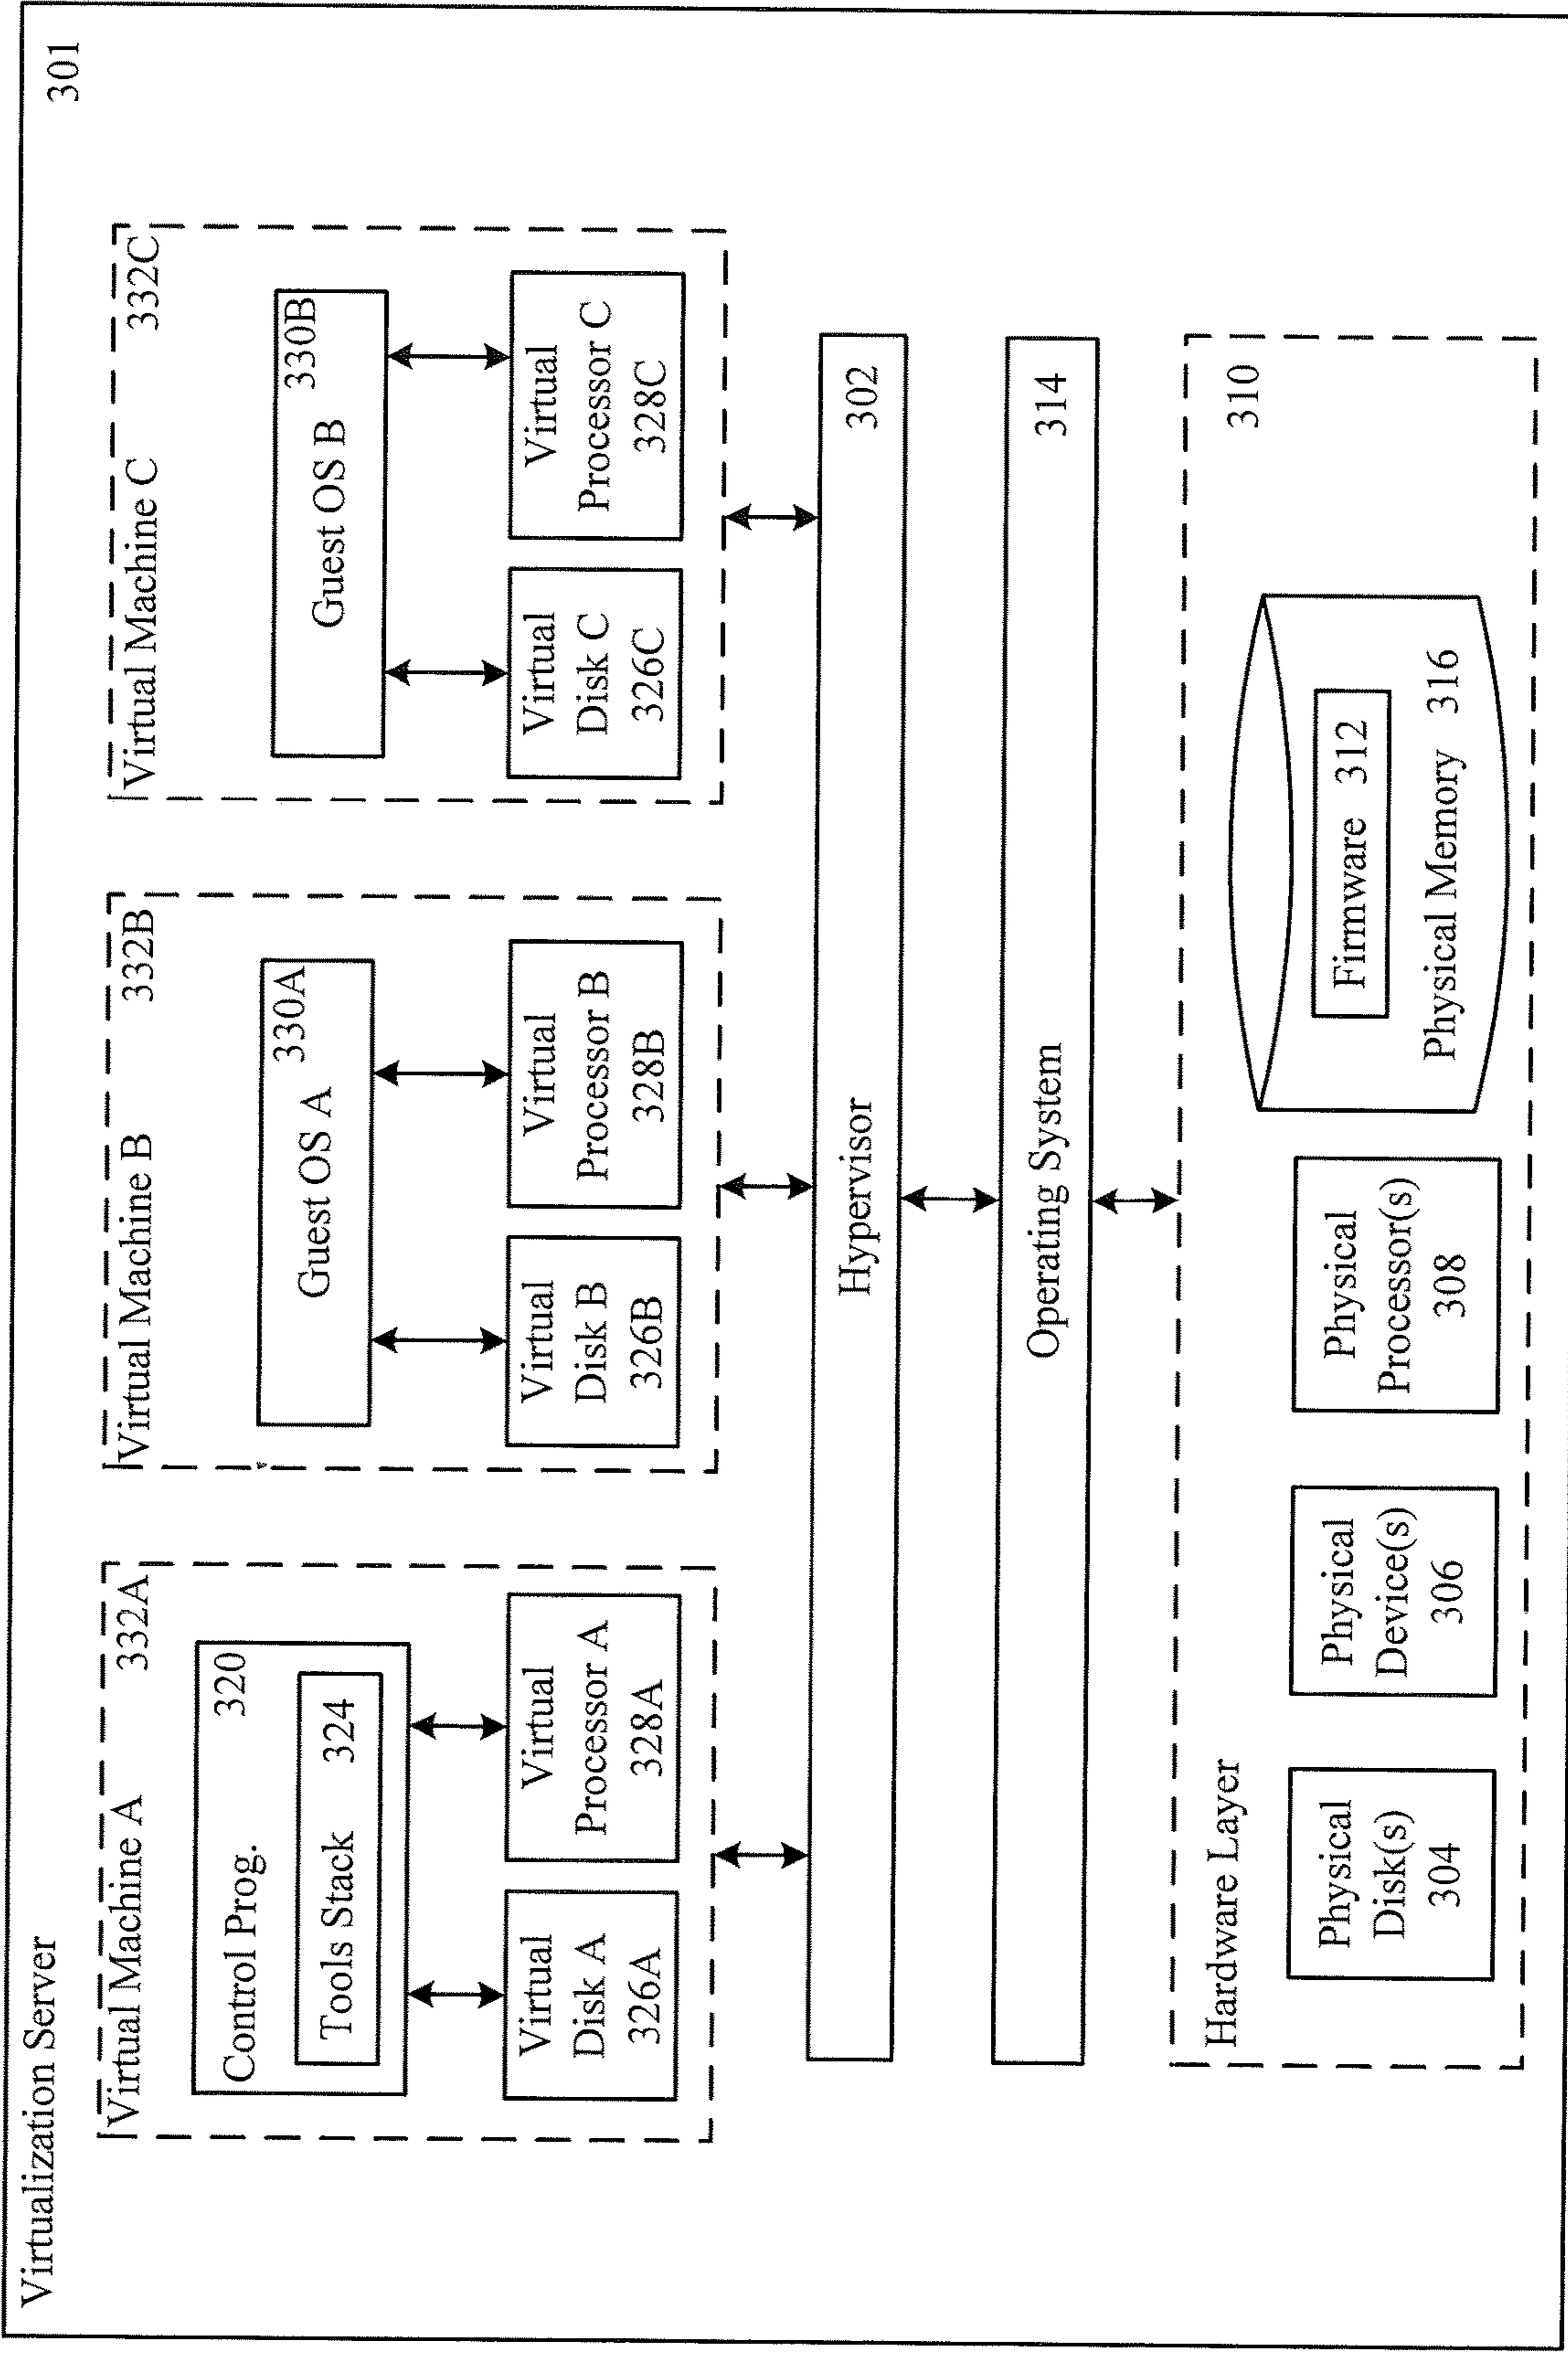 Virtualization Server
301
Virtual Machine A
332A
Control Prog.
320
Tools Stack 324
Virtual
Disk A
326A
Virtual
Processor A
328A
Virtual Machine B
332B
330A
Guest OS A
Virtual
Disk B
326B
Virtual
Processor B
328B
Virtual Machine C
332C
330B
Guest OS B
Virtual
Disk C
326C
Virtual
Processor C
328C
Hypervisor
302
Operating System
314
Hardware Layer
310
Physical
Disk(s)
304
Physical
Device(s)
306
Physical
Processor(s)
308
Firmware 312
Physical Memory 316